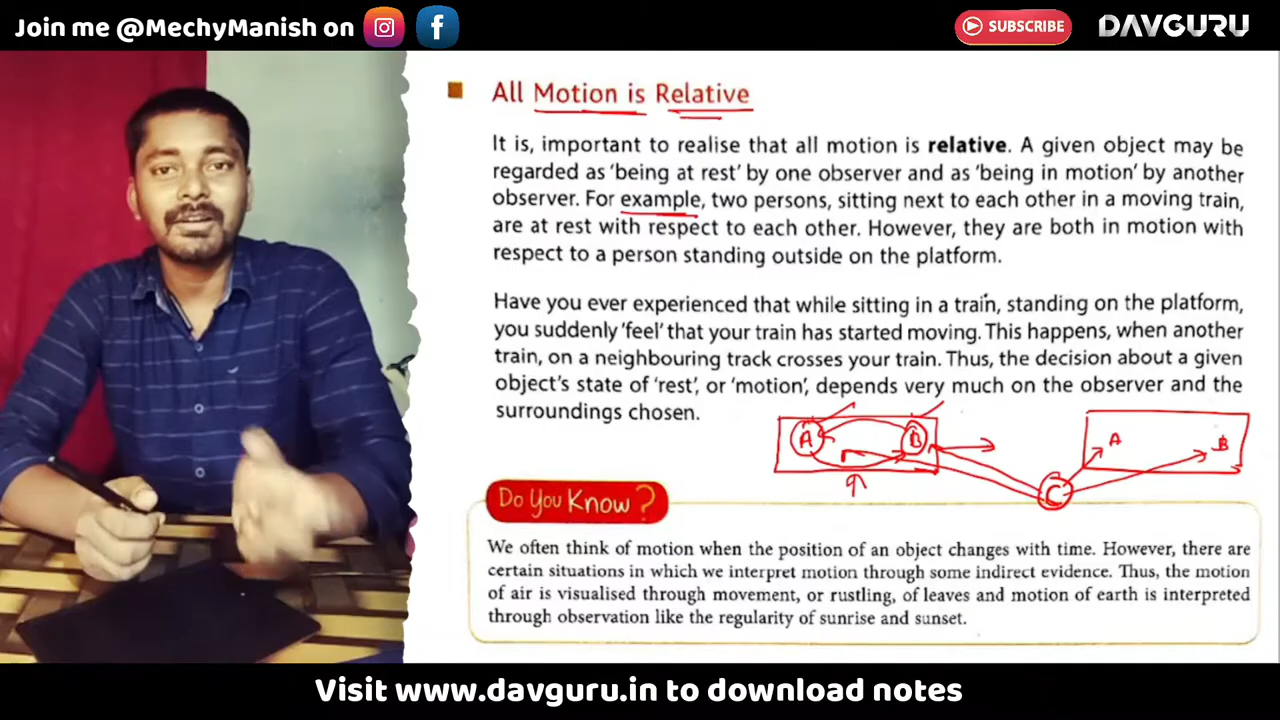 Join me @MechyManish on
SUBSCRIBE
DAVGURU
All Motion is Relative
It is, important to realise that all motion is relative. A given object may be
regarded as 'being at rest' by one observer and as 'being in motion' by another
observer. For example, two persons, sitting next to each other in a moving train,
are at rest with respect to each other. However, they are both in motion with
respect to a person standing outside on the platform.
Have you ever experienced that while sitting in a train, standing on the platform,
you suddenly 'feel' that your train has started moving. This happens, when another
train, on a neighbouring track crosses your train. Thus, the decision about a given
object's state of 'rest', or 'motion', depends very much on the observer and the
surroundings chosen.
A B
A B
C
Do You Know?
We often think of motion when the position of an object changes with time. However, there are
certain situations in which we interpret motion through some indirect evidence. Thus, the motion
of air is visualised through movement, or rustling, of leaves and motion of earth is interpreted
through observation like the regularity of sunrise and sunset.
Visit www.davguru.in to download notes